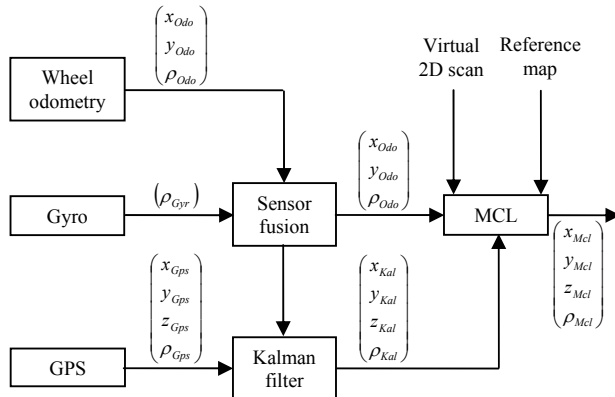 x_Odo
y_Odo
ρ_Odo
Virtual
2D scan
Reference
map
Wheel
odometry
x_Odo
y_Odo
ρ_Odo
Gyro
(ρ_Gyr)
Sensor
fusion
MCL
x_Mcl
y_Mcl
z_Mcl
ρ_Mcl
x_Gps
y_Gps
z_Gps
ρ_Gps
x_Kal
y_Kal
z_Kal
ρ_Kal
GPS
Kalman
filter